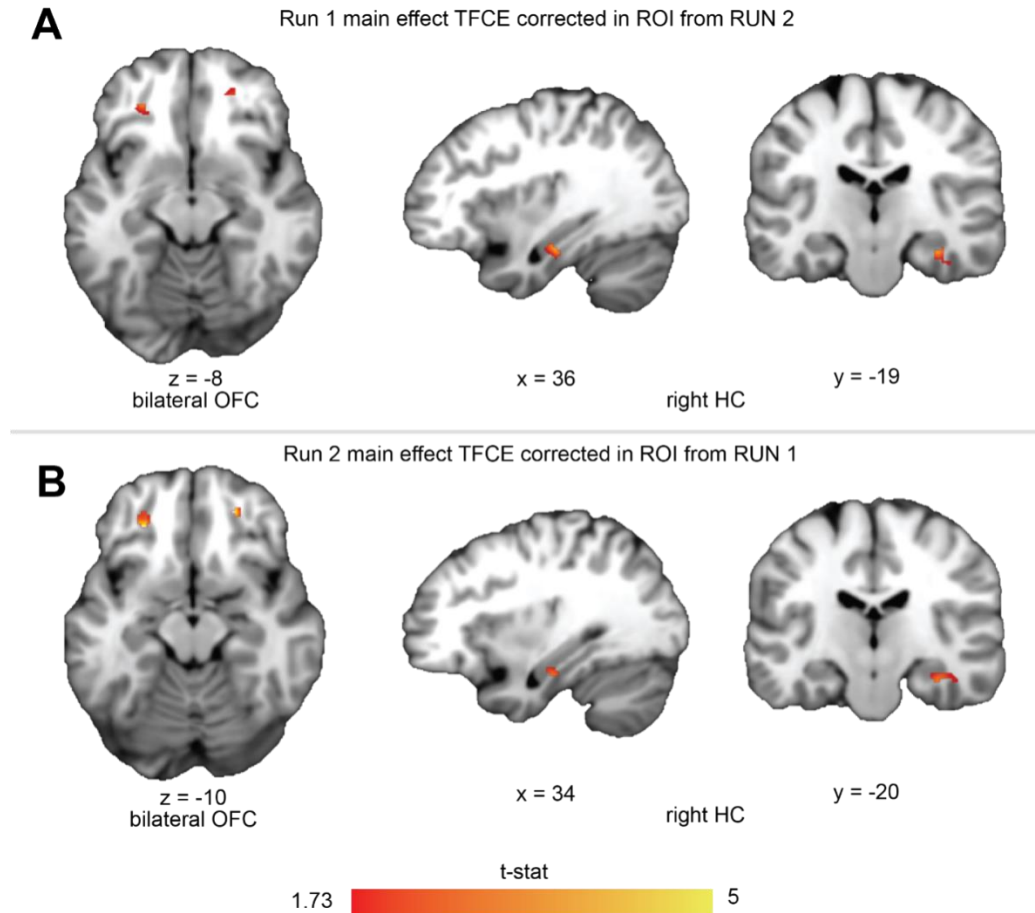 A
Run 1 main effect TFCE corrected in ROI from RUN 2
z = -8
bilateral OFC
x = 36
y = -19
right HC
B
Run 2 main effect TFCE corrected in ROI from RUN 1
z = -10
bilateral OFC
x = 34
y = -20
right HC
t-stat
1.73
5